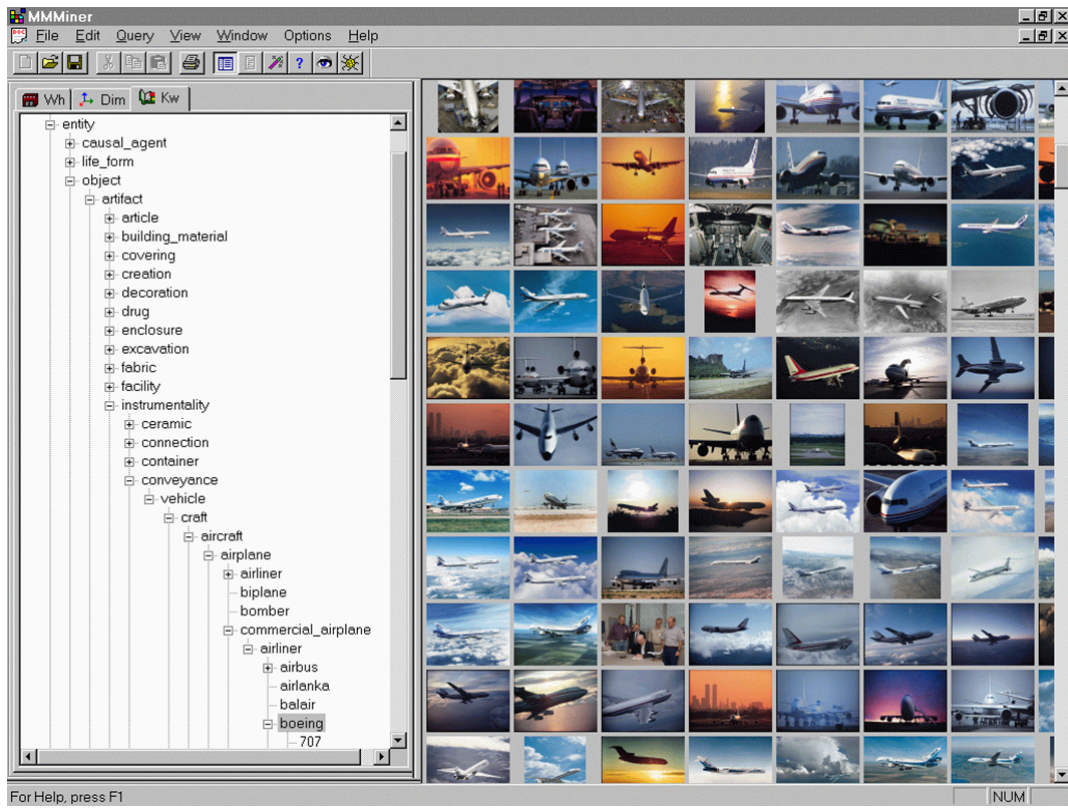 MMMiner
File Edit Query View Window Options Help
Wh Dim Kw
entity
causal_agent
life_form
object
artifact
article
building_material
covering
creation
decoration
drug
enclosure
excavation
fabric
facility
instrumentality
ceramic
connection
container
conveyance
vehicle
craft
aircraft
airplane
airliner
biplane
bomber
commercial_airplane
airliner
airbus
airlanka
balair
boeing
707
For Help, press F1
NUM